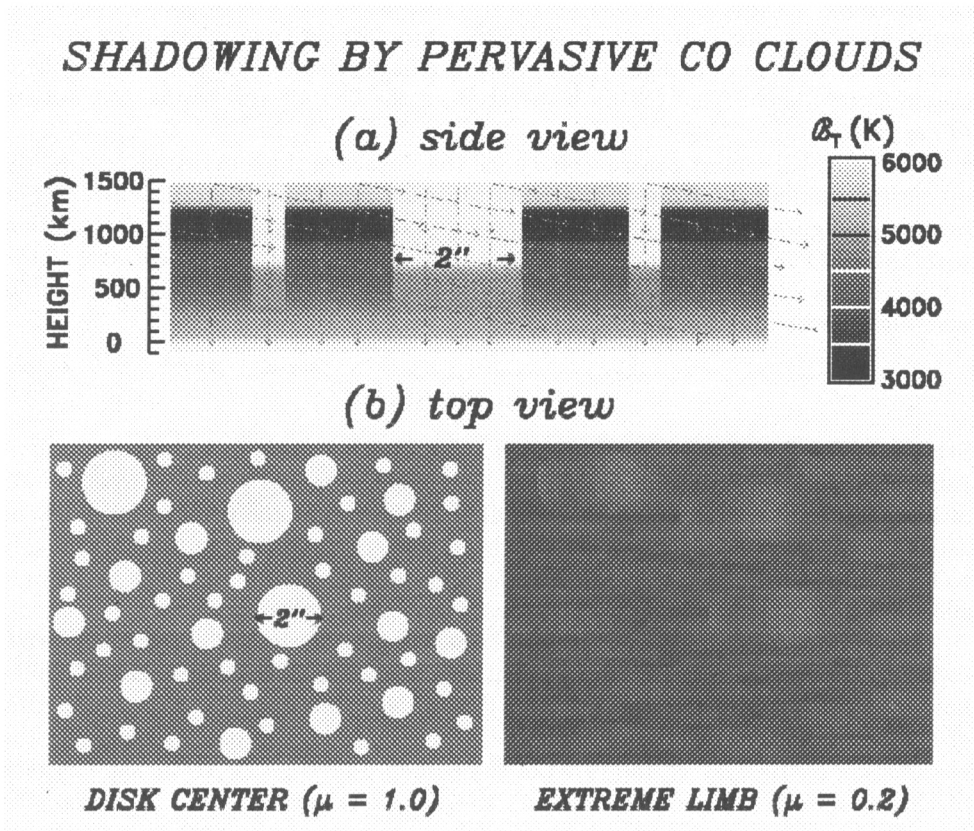 SHADOWING BY PERVASIVE CO CLOUDS
(a) side view
ℬT (K)
HEIGHT (km)
1500
1000
500
0
2"
6000
5000
4000
3000
(b) top view
2"
DISK CENTER (μ = 1.0)
EXTREME LIMB (μ = 0.2)